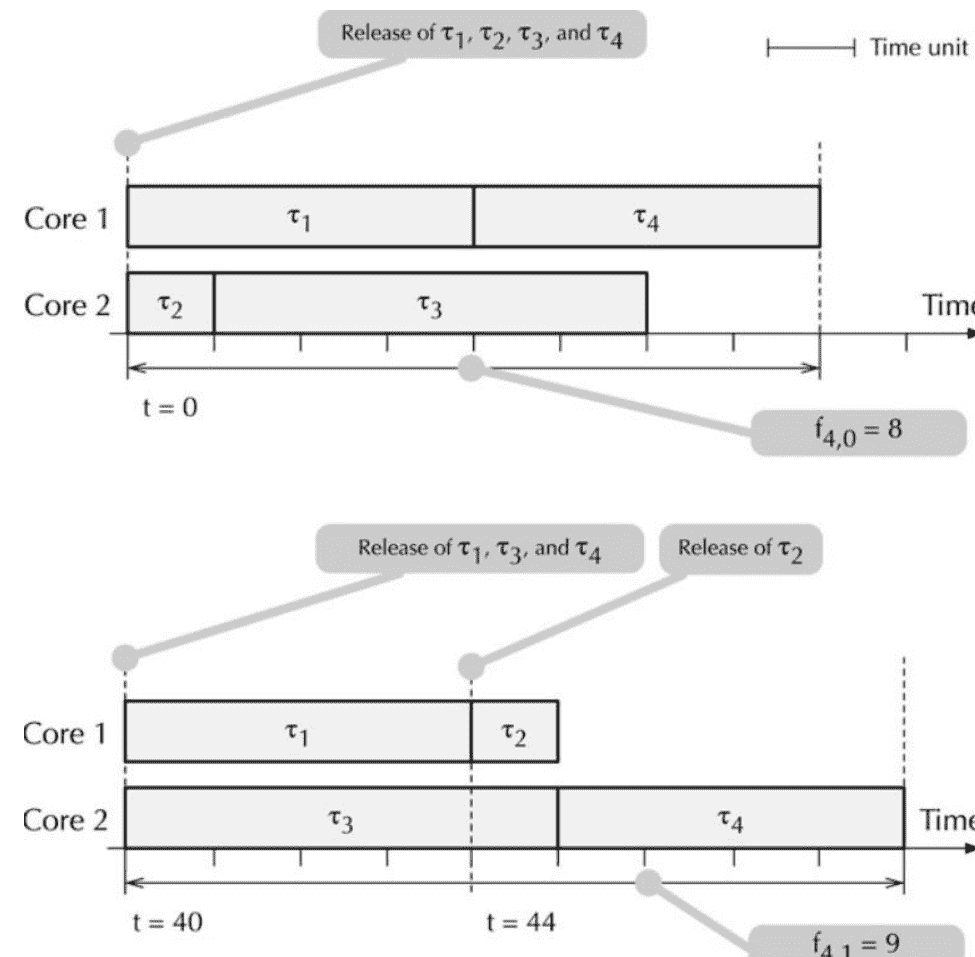 Release of τ1, τ2, τ3, and τ4
Time unit
Core 1
τ1
τ4
Core 2
τ2
τ3
Time
t = 0
f4,0 = 8
Release of τ1, τ3, and τ4
Release of τ2
Core 1
τ1
τ2
Core 2
τ3
τ4
Time
t = 40
t = 44
f4,1 = 9